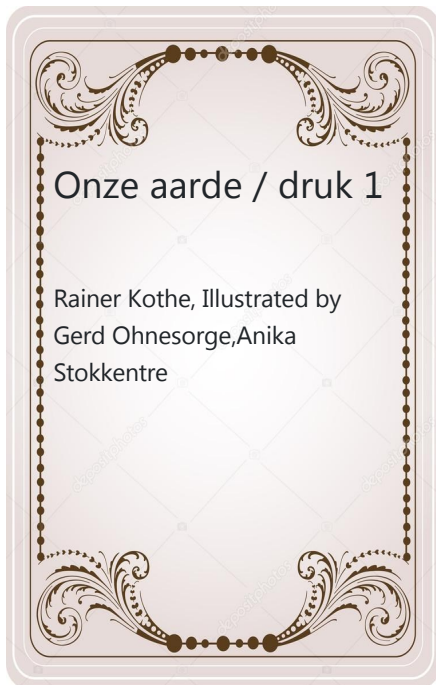 Onze aarde / druk 1
Rainer Kothe, Illustrated by
Gerd Ohnesorge,Anika
Stokkentre